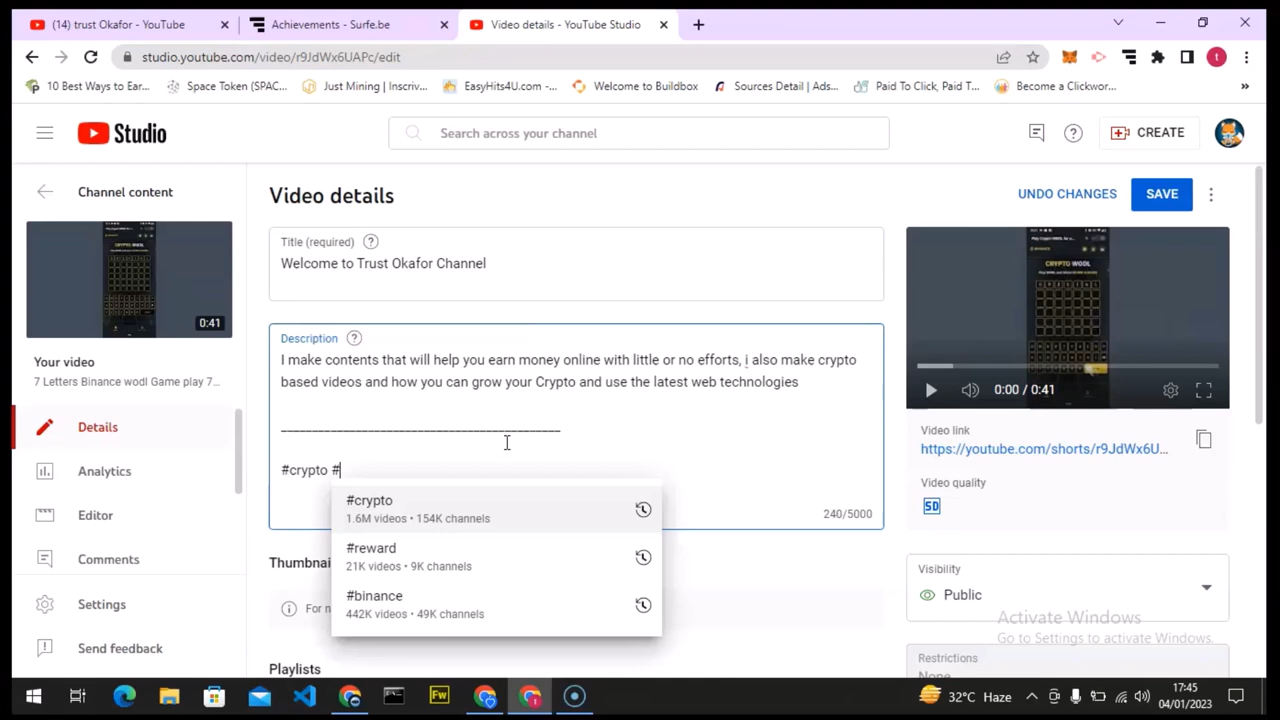 (14) trust Okafor - YouTube
Achievements - Surfe.be
Video details - YouTube Studio
studio.youtube.com/video/r9JdWx6UAPc/edit
t
10 Best Ways to Ear...
Space Token (SPAC...
Just Mining | Inscriv...
EasyHits4U.com -...
Welcome to Buildbox
Sources Detail | Ads...
Paid To Click, Paid T...
Become a Clickwor...
»
Studio
Search across your channel
CREATE
Channel content
Video details
UNDO CHANGES
SAVE
Title (required)
Welcome to Trust Okafor Channel
0:41
Your video
7 Letters Binance wodl Game play 7...
Description
I make contents that will help you earn money online with little or no efforts, i also make crypto
based videos and how you can grow your Crypto and use the latest web technologies
#crypto #
240/5000
#crypto
1.6M videos • 154K channels
#reward
21K videos • 9K channels
#binance
442K videos • 49K channels
CRYPTO WODL
0:00 / 0:41
Video link
https://youtube.com/shorts/r9JdWx6U...
Video quality
SD
Details
Analytics
Editor
Comments
Settings
Send feedback
Thumbnai
For n
Playlists
Visibility
Public
Activate Windows
Go to Settings to activate Windows.
Restrictions
Fw
32°C Haze
17:45
04/01/2023